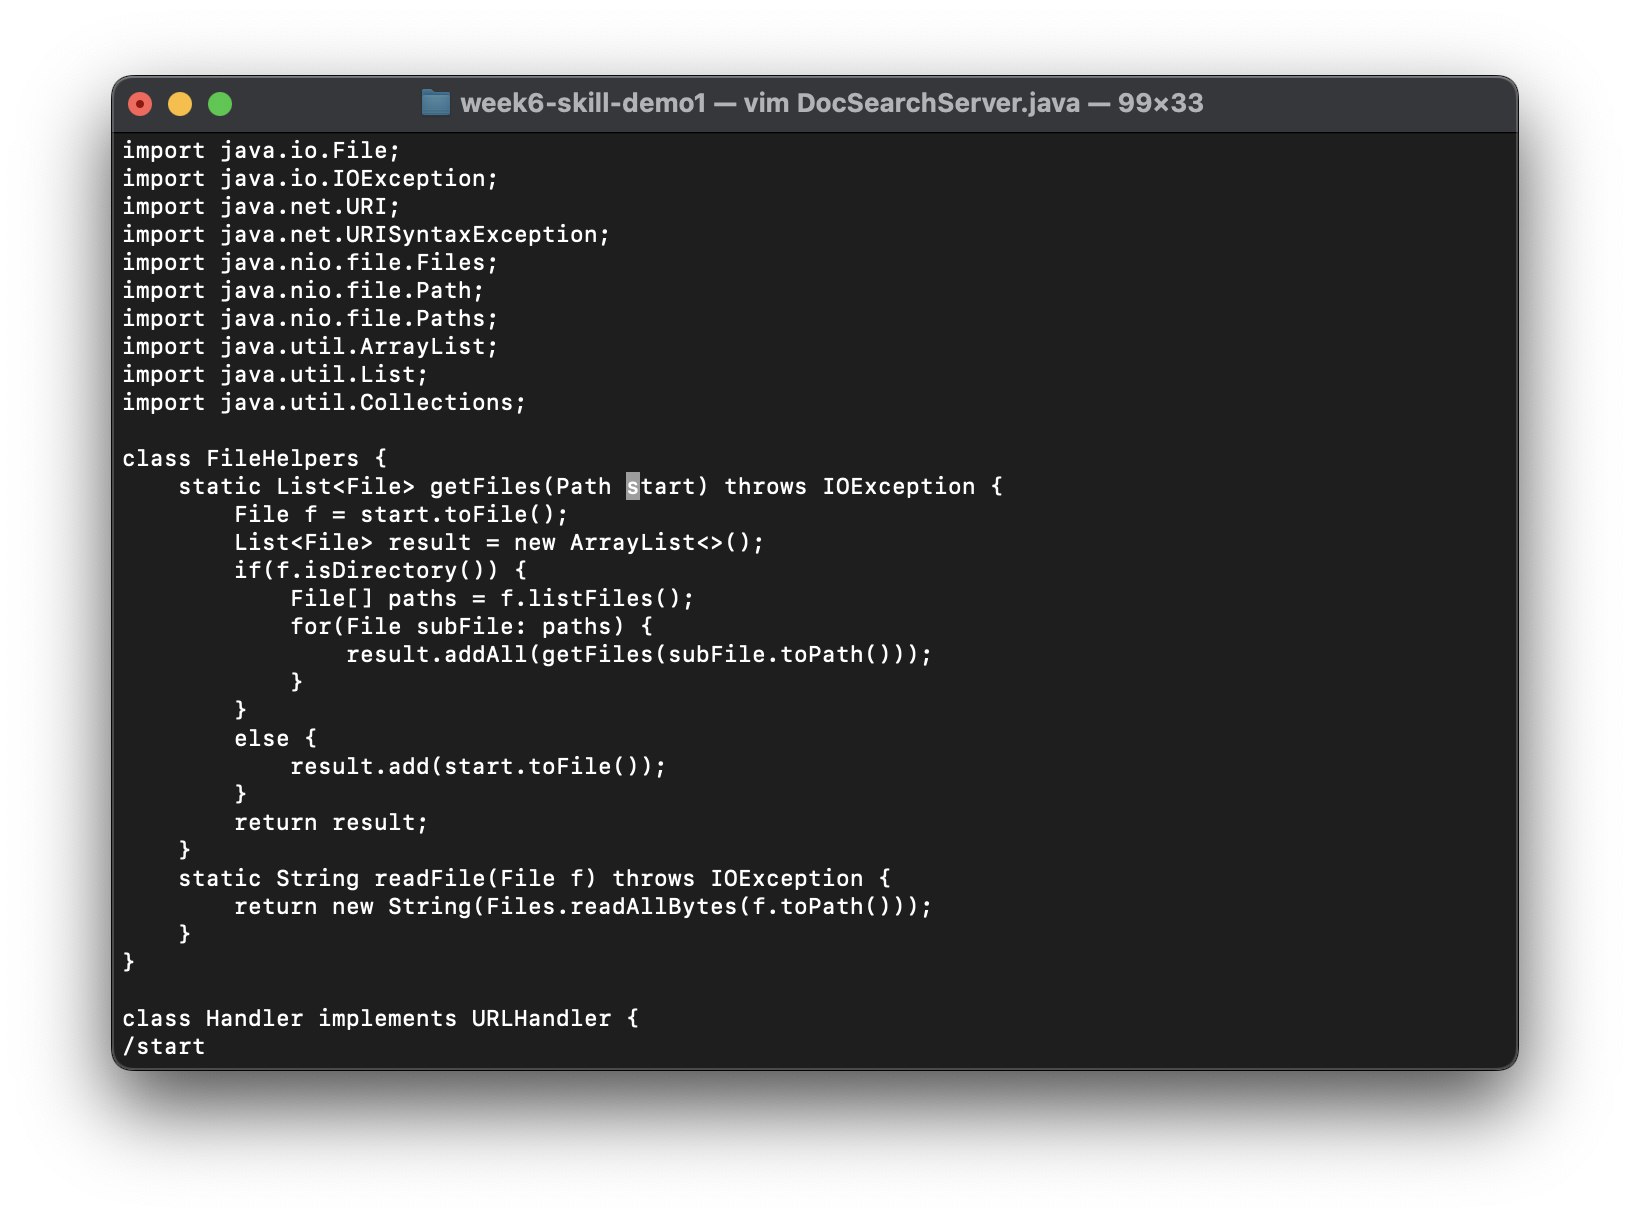 week6-skill-demo1 — vim DocSearchServer.java — 99×33
import java.io.File;
import java.io.IOException;
import java.net.URI;
import java.net.URISyntaxException;
import java.nio.file.Files;
import java.nio.file.Path;
import java.nio.file.Paths;
import java.util.ArrayList;
import java.util.List;
import java.util.Collections;

class FileHelpers {
    static List<File> getFiles(Path start) throws IOException {
        File f = start.toFile();
        List<File> result = new ArrayList<>();
        if(f.isDirectory()) {
            File[] paths = f.listFiles();
            for(File subFile: paths) {
                result.addAll(getFiles(subFile.toPath()));
            }
        }
        else {
            result.add(start.toFile());
        }
        return result;
    }
    static String readFile(File f) throws IOException {
        return new String(Files.readAllBytes(f.toPath()));
    }
}

class Handler implements URLHandler {
/start